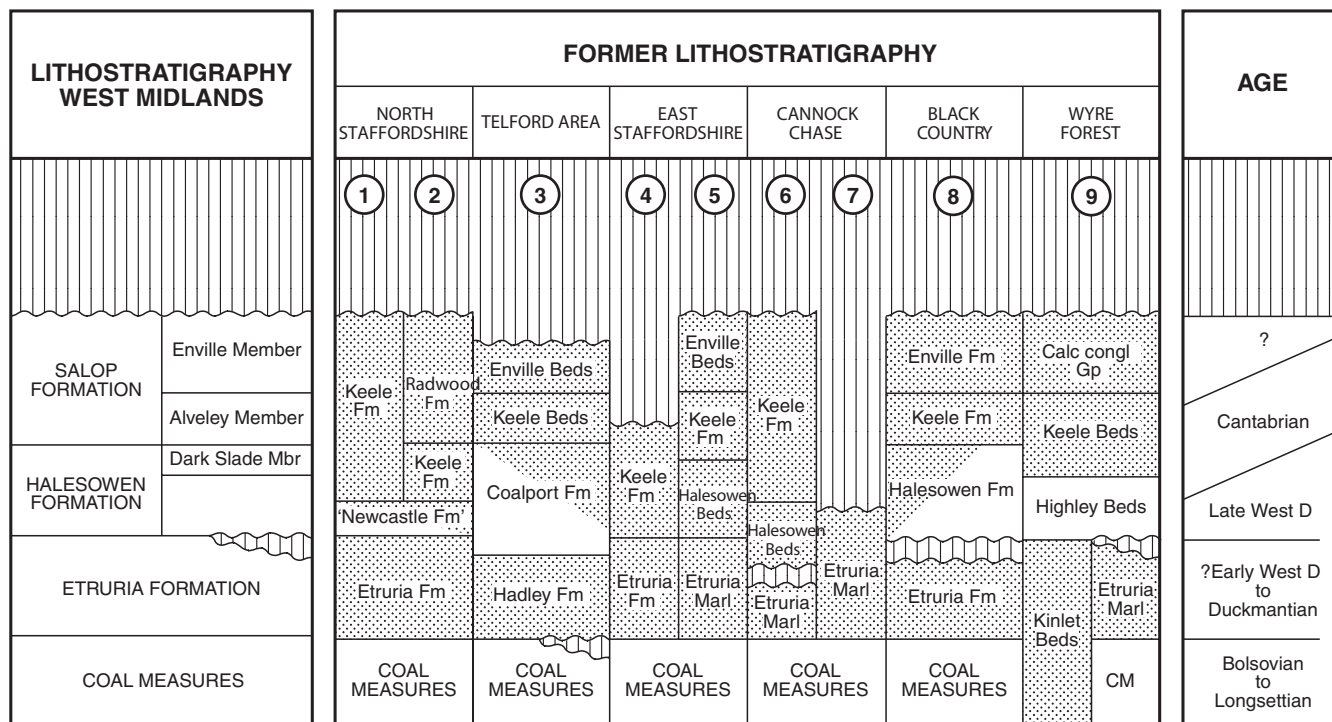 LITHOSTRATIGRAPHY
WEST MIDLANDS
FORMER LITHOSTRATIGRAPHY
AGE
NORTH
STAFFORDSHIRE
TELFORD AREA
EAST
STAFFORDSHIRE
CANNOCK
CHASE
BLACK
COUNTRY
WYRE
FOREST
1
2
3
4
5
6
7
8
9
SALOP
FORMATION
Enville Member
Alveley Member
HALESOWEN
FORMATION
Dark Slade Mbr
ETRURIA FORMATION
COAL MEASURES
Keele
Fm
Radwood
Fm
Keele
Fm
'Newcastle Fm'
Etruria Fm
COAL
MEASURES
Enville Beds
Keele Beds
Coalport Fm
Hadley Fm
COAL
MEASURES
Keele
Fm
Etruria
Fm
Enville
Beds
Keele
Fm
Halesowen
Beds
Etruria
Marl
COAL
MEASURES
Keele
Fm
Halesowen
Beds
Etruria
Marl
Etruria
Marl
COAL
MEASURES
Enville Fm
Keele Fm
Halesowen Fm
Etruria Fm
COAL
MEASURES
Calc congl
Gp
Keele Beds
Highley Beds
Kinlet
Beds
Etruria
Marl
CM
?
Cantabrian
Late West D
?Early West D
to
Duckmantian
Bolsovian
to
Longsettian